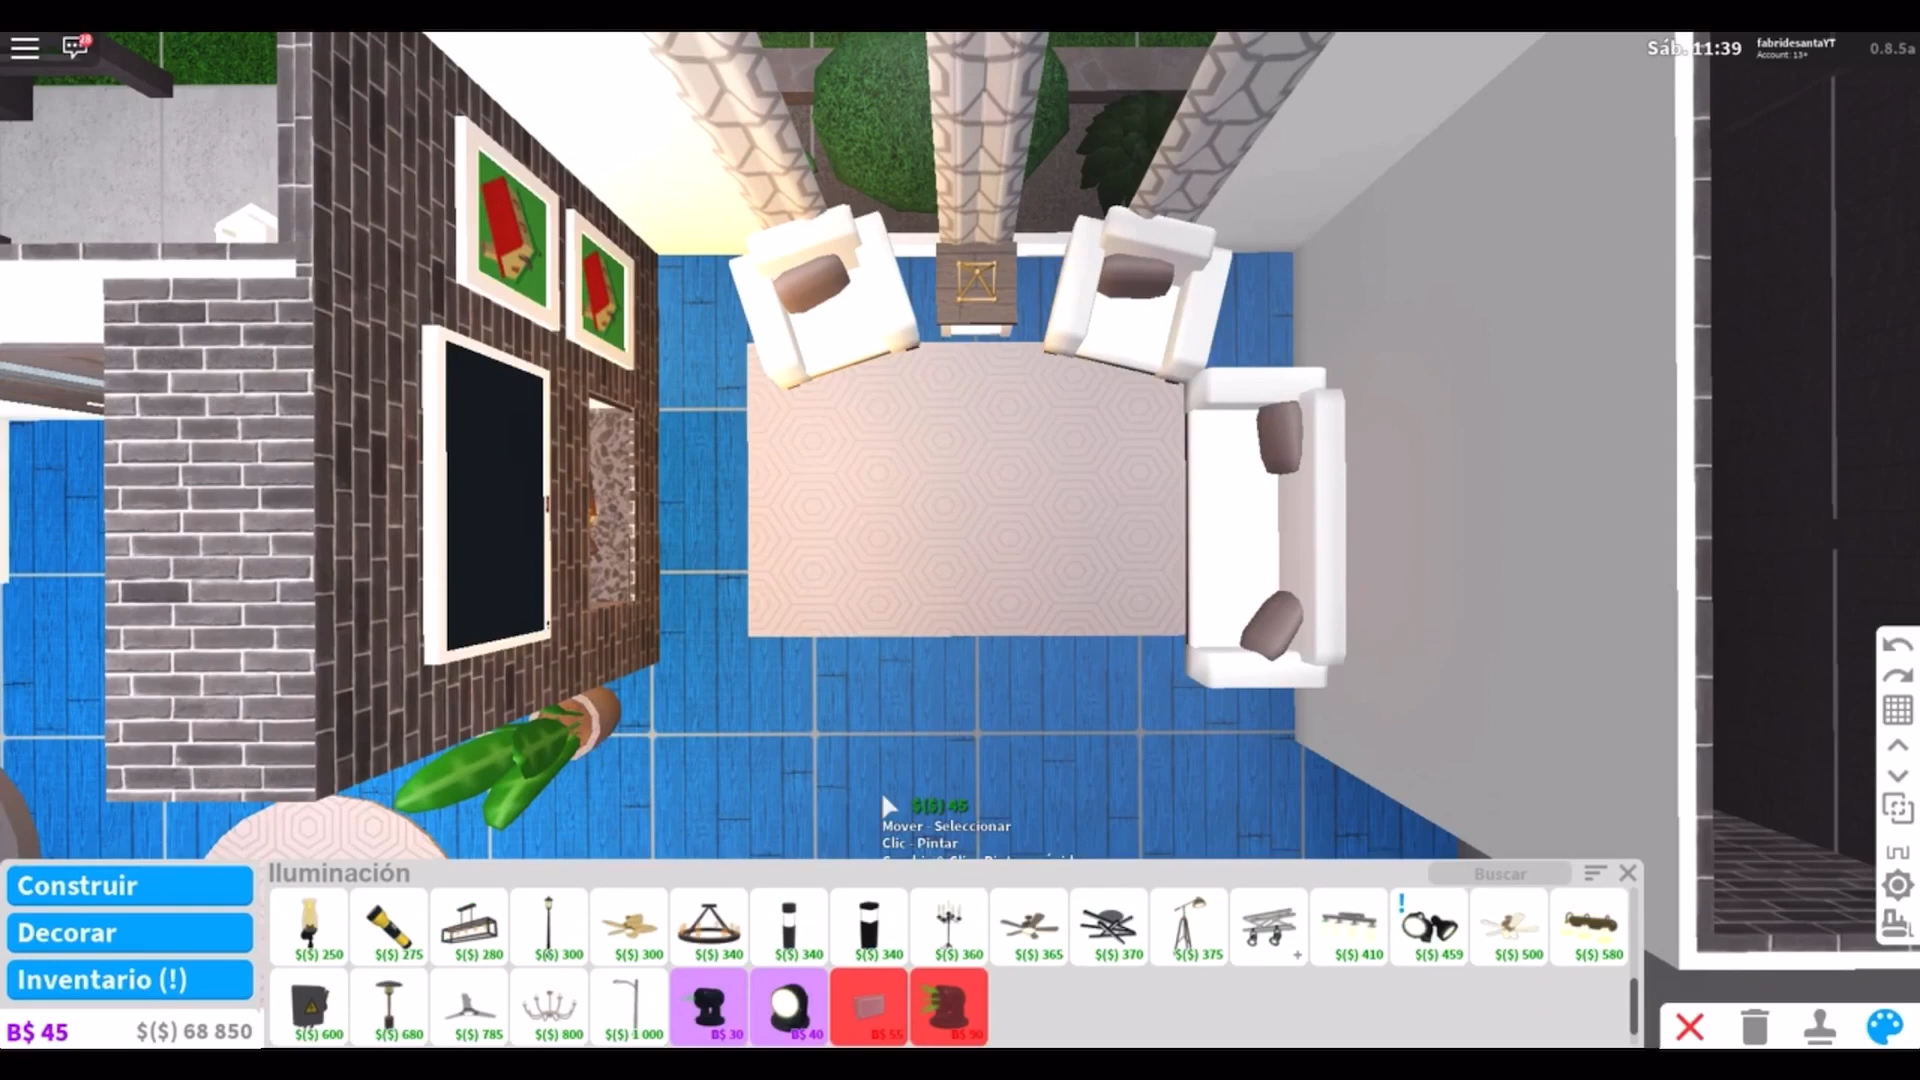 28
Sáb. 11:39
fabridesantaYT
Account: 13+
0.8.5a
$($) 45
Mover - Seleccionar
Clic - Pintar
Iluminación
Buscar
Construir
Decorar
Inventario (!)
B$ 45
$($) 68 850
$($) 250
$($) 275
$($) 280
$($) 300
$($) 300
$($) 340
$($) 340
$($) 340
$($) 360
$($) 365
$($) 370
$($) 375
+
$($) 410
!
$($) 459
$($) 500
$($) 580
$($) 600
$($) 680
$($) 785
$($) 800
$($) 1 000
B$ 30
B$ 40
B$ 55
B$ 90